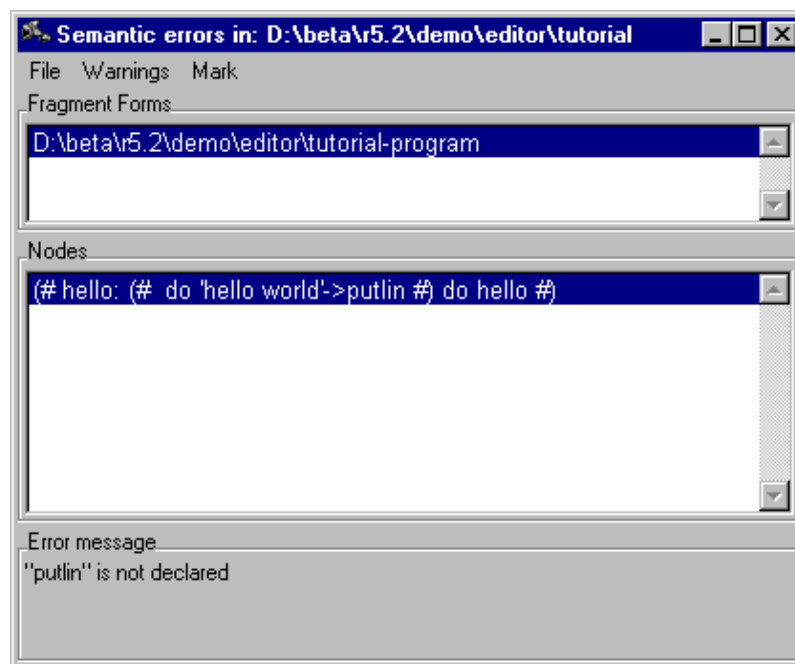 Semantic errors in: D:\beta\r5.2\demo\editor\tutorial
File Warnings Mark
Fragment Forms
D:\beta\r5.2\demo\editor\tutorial-program
Nodes
(# hello: (#  do 'hello world'->putlin #) do hello #)
Error message
"putlin" is not declared